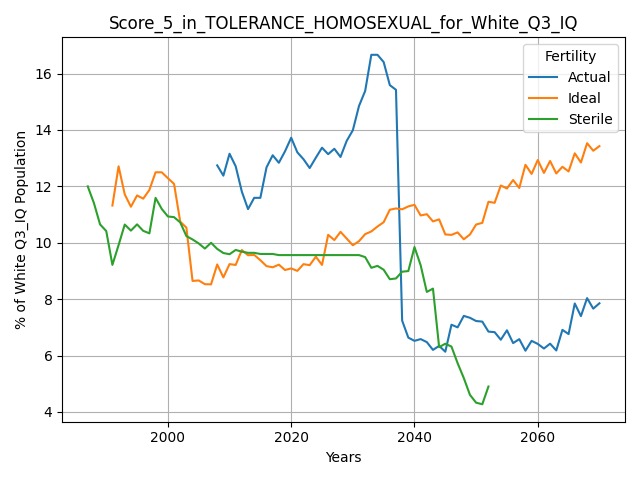 Score_5_in_TOLERANCE_HOMOSEXUAL_for_White_Q3_IQ
Fertility
Actual
Ideal
Sterile
% of White Q3_IQ Population
16
14
12
10
8
6
4
2000
2020
2040
2060
Years